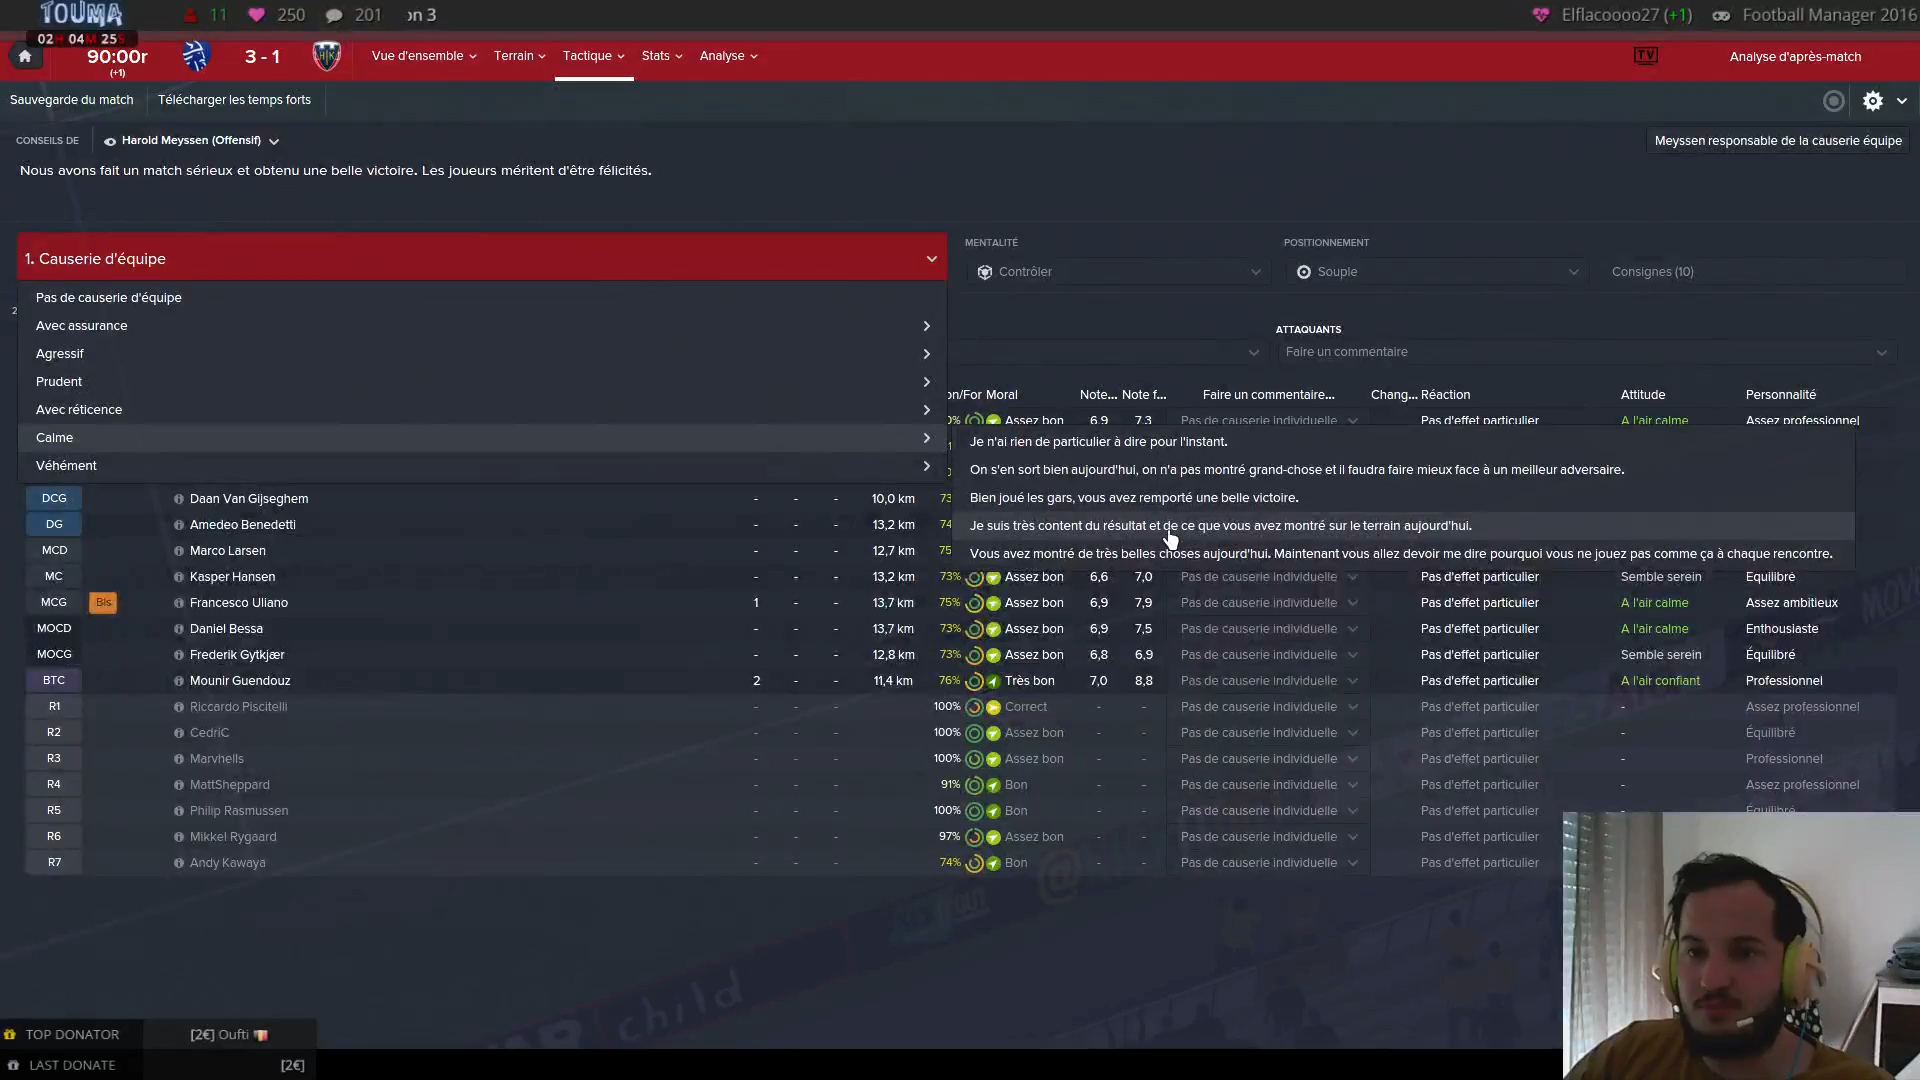 TOUMA 11 250 201 on 3 Elflacoooo27 (+1) Football Manager 2016
02H 04M 25S
90:00r (+1) 3 - 1 Vue d'ensemble Terrain Tactique Stats Analyse TV Analyse d'après-match
Sauvegarde du match Télécharger les temps forts
CONSEILS DE Harold Meyssen (Offensif) Meyssen responsable de la causerie équipe
Nous avons fait un match sérieux et obtenu une belle victoire. Les joueurs méritent d'être félicités.
MENTALITÉ POSITIONNEMENT
1. Causerie d'équipe
Contrôler Souple Consignes (10)
Pas de causerie d'équipe
Avec assurance
ATTAQUANTS
Agressif Faire un commentaire
Prudent
on/For Moral Note... Note f... Faire un commentaire... Chang... Réaction Attitude Personnalité
Avec réticence
Assez bon 6,9 7,3 Pas de causerie individuelle Pas d'effet particulier A l'air calme Assez professionnel
Calme
Je n'ai rien de particulier à dire pour l'instant.
Véhément
On s'en sort bien aujourd'hui, on n'a pas montré grand-chose et il faudra faire mieux face à un meilleur adversaire.
Bien joué les gars, vous avez remporté une belle victoire.
Je suis très content du résultat et de ce que vous avez montré sur le terrain aujourd'hui.
Vous avez montré de très belles choses aujourd'hui. Maintenant vous allez devoir me dire pourquoi vous ne jouez pas comme ça à chaque rencontre.
DCG Daan Van Gijseghem - - - 10,0 km
DG Amedeo Benedetti - - - 13,2 km
MCD Marco Larsen - - - 12,7 km
MC Kasper Hansen - - - 13,2 km 73% Assez bon 6,6 7,0 Pas de causerie individuelle Pas d'effet particulier Semble serein Équilibré
MCG Bls Francesco Uliano 1 - - 13,7 km 75% Assez bon 6,9 7,9 Pas de causerie individuelle Pas d'effet particulier A l'air calme Assez ambitieux
MOCD Daniel Bessa - - - 13,7 km 73% Assez bon 6,9 7,5 Pas de causerie individuelle Pas d'effet particulier A l'air calme Enthousiaste
MOCG Frederik Gytkjær - - - 12,8 km 73% Assez bon 6,8 6,9 Pas de causerie individuelle Pas d'effet particulier Semble serein Équilibré
BTC Mounir Guendouz 2 - - 11,4 km 76% Très bon 7,0 8,8 Pas de causerie individuelle Pas d'effet particulier A l'air confiant Professionnel
R1 Riccardo Piscitelli - - - 100% Correct - - Pas de causerie individuelle Pas d'effet particulier - Assez professionnel
R2 CedriC - - - 100% Assez bon - - Pas de causerie individuelle Pas d'effet particulier - Équilibré
R3 Marvhells - - - 100% Assez bon - - Pas de causerie individuelle Pas d'effet particulier - Professionnel
R4 MattSheppard - - - 91% Bon - - Pas de causerie individuelle Pas d'effet particulier - Assez professionnel
R5 Philip Rasmussen - - - 100% Bon - - Pas de causerie individuelle Pas d'effet particulier - Équilibré
R6 Mikkel Rygaard - - - 97% Assez bon - - Pas de causerie individuelle Pas d'effet particulier
R7 Andy Kawaya - - - 74% Bon - - Pas de causerie individuelle Pas d'effet particulier
child
TOP DONATOR [2€] Oufti
LAST DONATE [2€]